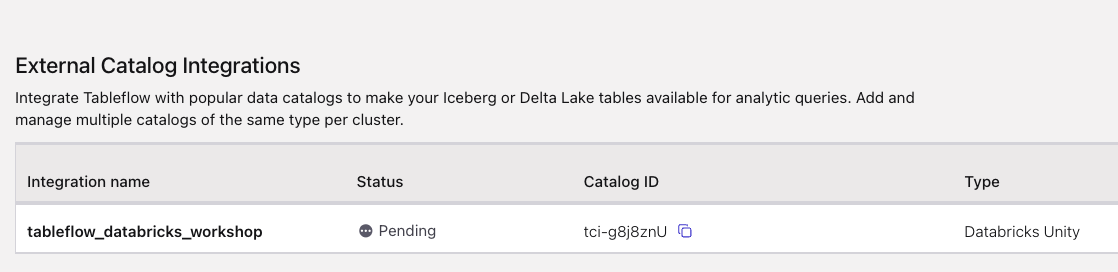 External Catalog Integrations
Integrate Tableflow with popular data catalogs to make your Iceberg or Delta Lake tables available for analytic queries. Add and
manage multiple catalogs of the same type per cluster.
Integration name Status Catalog ID Type
tableflow_databricks_workshop Pending tci-g8j8znU Databricks Unity